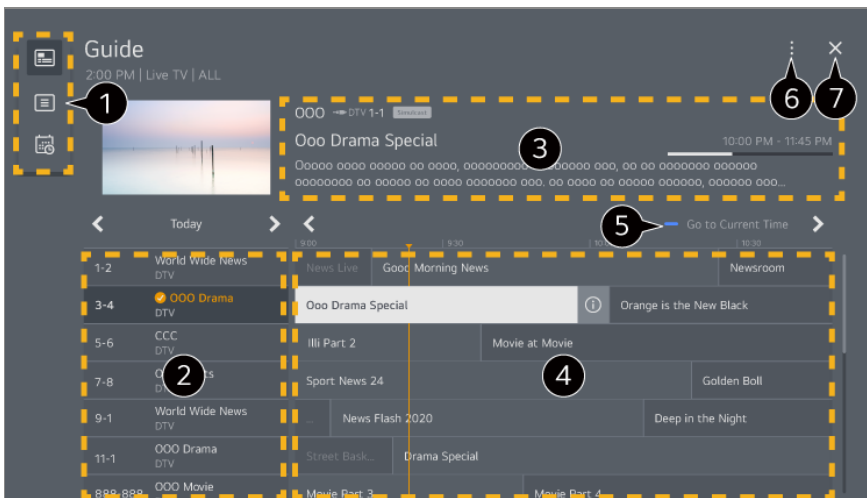 Guide
2:00 PM | Live TV | ALL
1
6
7
OOO DTV 1-1
Ooo Drama Special
3
10:00 PM - 11:45 PM
Ooooo oooo ooooo oo oooo, ooooooooo ooooooo ooo, oo oo ooooooo oooooo
oooooooo oo ooooo oo oooo ooooooo ooo. oo oooo oo ooooo oooooo, oooooo ooo...
Today
5
Go to Current Time
9:00
9:30
10:30
1-2 World Wide News
DTV
News Live Good Morning News Newsroom
3-4 OOO Drama
DTV
Ooo Drama Special Orange is the New Black
5-6 CCC
DTV
Illi Part 2 Movie at Movie
7-8
2
Sport News 24 Golden Boll
4
9-1 World Wide News
DTV
... News Flash 2020 Deep in the Night
11-1 OOO Drama
DTV
Street Bask... Drama Special
888-888 OOO Movie
Movie Part 3 Movie Part 4